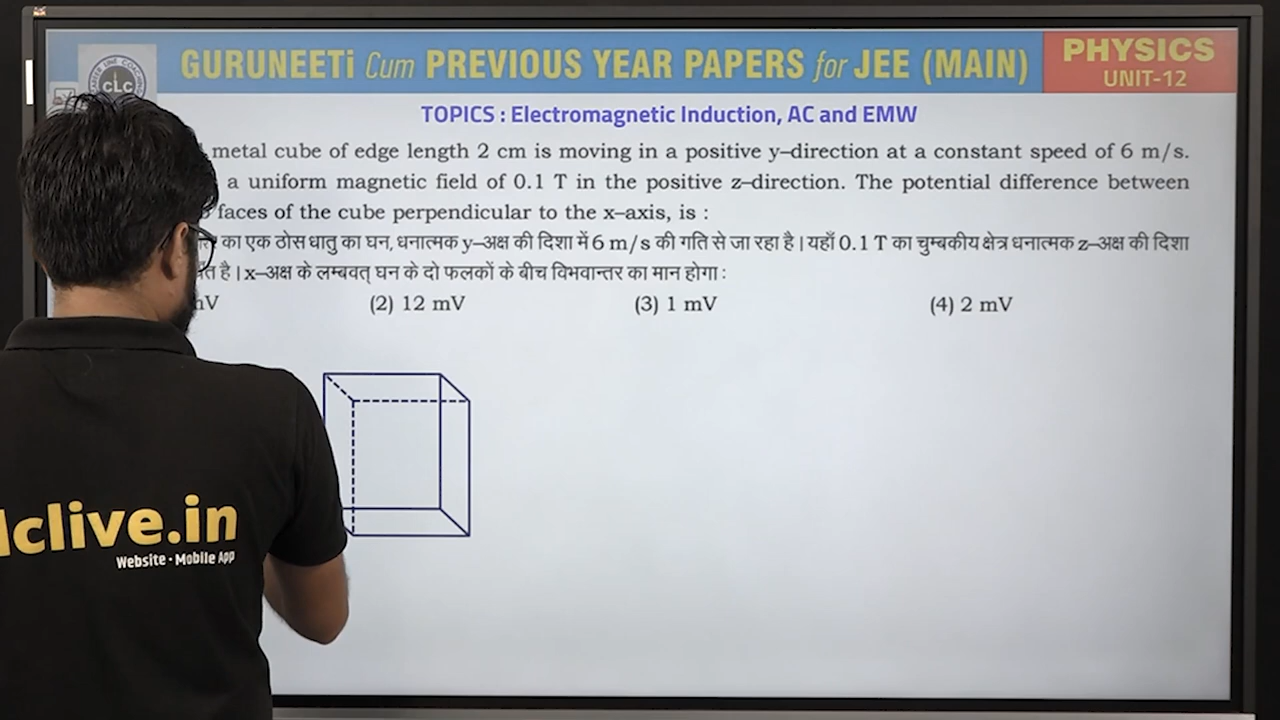 GURUNEETi Cum PREVIOUS YEAR PAPERS for JEE (MAIN)
PHYSICS
UNIT-12
CLC
TOPICS : Electromagnetic Induction, AC and EMW
metal cube of edge length 2 cm is moving in a positive y–direction at a constant speed of 6 m/s.
a uniform magnetic field of 0.1 T in the positive z–direction. The potential difference between
faces of the cube perpendicular to the x–axis, is :
का एक ठोस धातु का घन, धनात्मक y–अक्ष की दिशा में 6 m/s की गति से जा रहा है। यहाँ 0.1 T का चुम्बकीय क्षेत्र धनात्मक z–अक्ष की दिशा
है। x–अक्ष के लम्बवत् घन के दो फलकों के बीच विभवान्तर का मान होगा :
(2) 12 mV (3) 1 mV (4) 2 mV
clive.in
Website · Mobile App